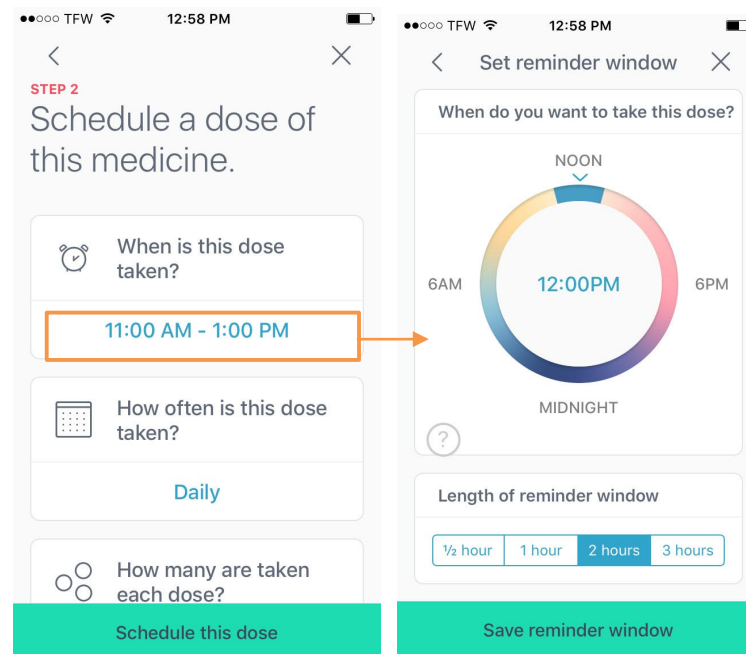 TFW 12:58 PM
STEP 2
Schedule a dose of
this medicine.
When is this dose
taken?
11:00 AM - 1:00 PM
How often is this dose
taken?
Daily
How many are taken
each dose?
Schedule this dose
TFW 12:58 PM
Set reminder window
When do you want to take this dose?
NOON
6AM 12:00PM 6PM
MIDNIGHT
?
Length of reminder window
½ hour 1 hour 2 hours 3 hours
Save reminder window